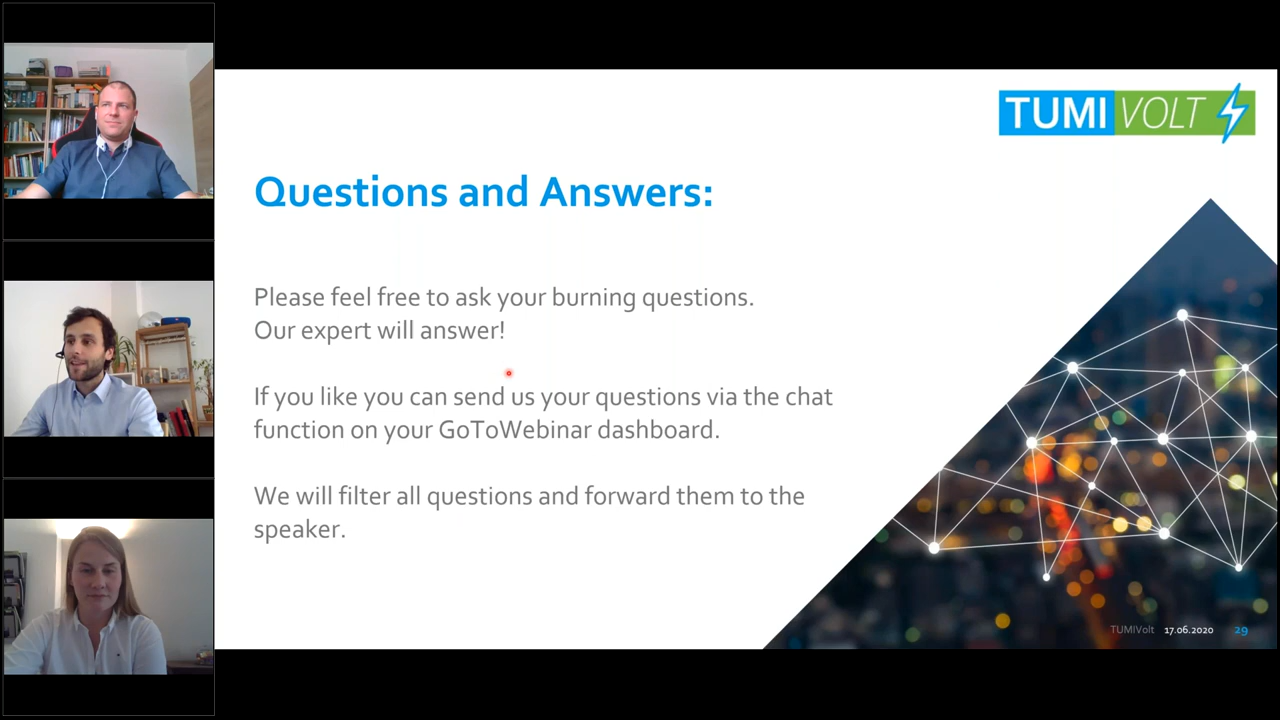 TUMI VOLT
Questions and Answers:
Please feel free to ask your burning questions.
Our expert will answer!
If you like you can send us your questions via the chat
function on your GoToWebinar dashboard.
We will filter all questions and forward them to the
speaker.
TUMIVolt 17.06.2020 29